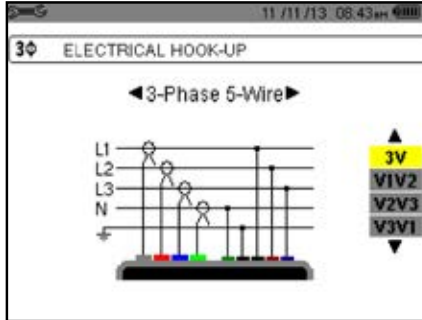 11/11/13 08:43am
3Φ ELECTRICAL HOOK-UP
◄3-Phase 5-Wire►
L1
L2
L3
N
3V
V1V2
V2V3
V3V1